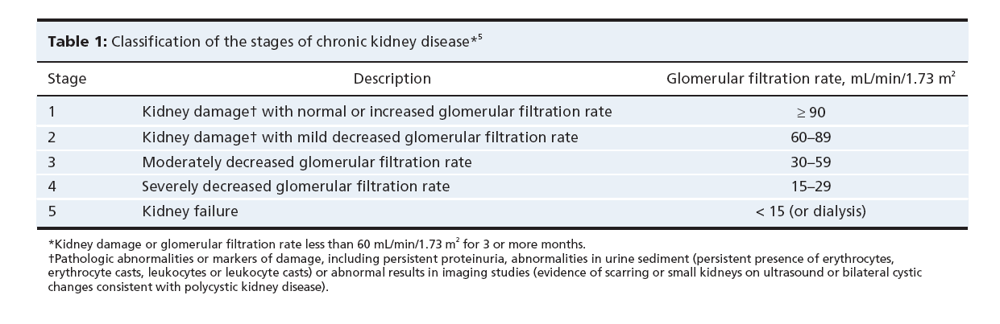 Table 1: Classification of the stages of chronic kidney disease*⁵
Stage Description Glomerular filtration rate, mL/min/1.73 m²
1 Kidney damage† with normal or increased glomerular filtration rate ≥ 90
2 Kidney damage† with mild decreased glomerular filtration rate 60–89
3 Moderately decreased glomerular filtration rate 30–59
4 Severely decreased glomerular filtration rate 15–29
5 Kidney failure < 15 (or dialysis)
*Kidney damage or glomerular filtration rate less than 60 mL/min/1.73 m² for 3 or more months.
†Pathologic abnormalities or markers of damage, including persistent proteinuria, abnormalities in urine sediment (persistent presence of erythrocytes,
erythrocyte casts, leukocytes or leukocyte casts) or abnormal results in imaging studies (evidence of scarring or small kidneys on ultrasound or bilateral cystic
changes consistent with polycystic kidney disease).